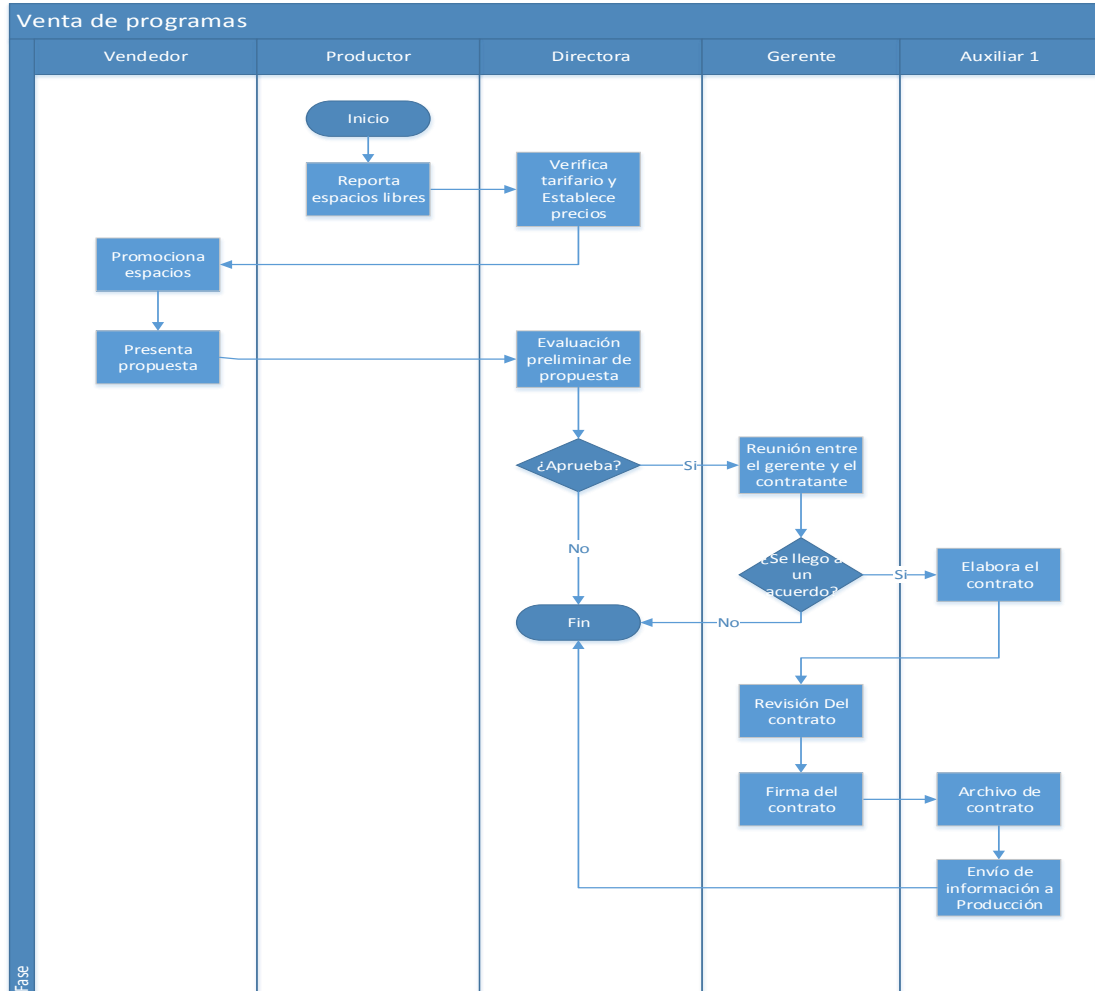 Venta de programas
Vendedor
Productor
Directora
Gerente
Auxiliar 1
Inicio
Reporta
espacios libres
Verifica
tarifario y
Establece
precios
Promociona
espacios
Presenta
propuesta
Evaluación
preliminar de
propuesta
¿Aprueba?
Si
Reunión entre
el gerente y el
contratante
No
¿Se llego a
un
acuerdo?
Si
Elabora el
contrato
Fin
No
Revisión Del
contrato
Firma del
contrato
Archivo de
contrato
Envío de
información a
Producción
Fase